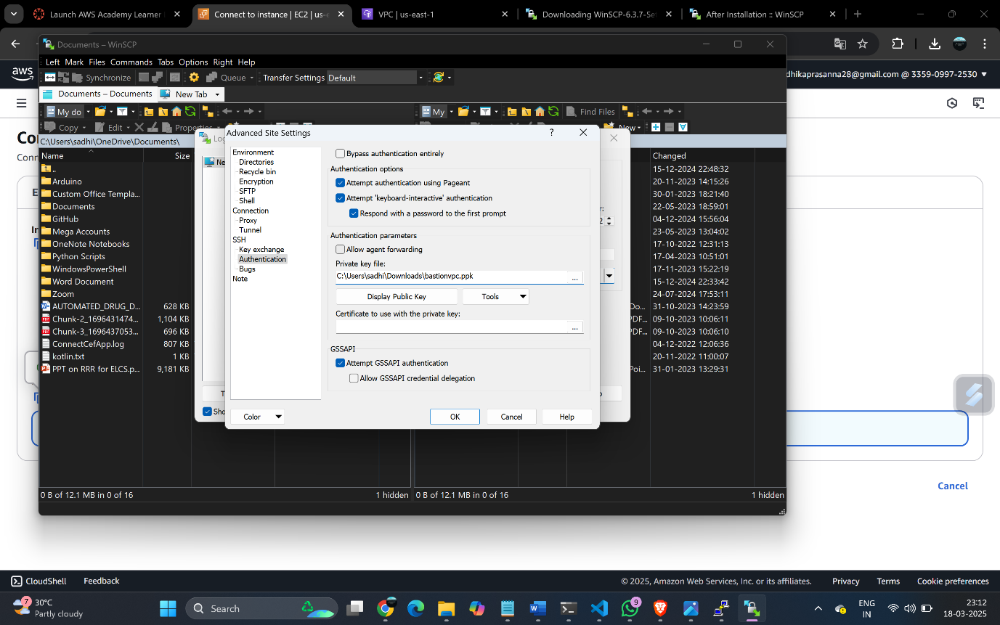 Launch AWS Academy Learner
Connect to instance | EC2 | us-e
VPC | us-east-1
Downloading WinSCP-6.3.7-Se
After Installation :: WinSCP
Documents – WinSCP
aws
dhikaprasanna28@gmail.com @ 3359-0997-2530
Left Mark Files Commands Tabs Options Right Help
Synchronize Queue Transfer Settings Default
Documents – Documents New Tab
My do My Find Files
Copy Edit Properties New
C:\Users\sadhi\OneDrive\Documents\
Name Size Changed
..
15-12-2024 22:48:32
Arduino 20-11-2023 14:15:26
Custom Office Templa... 30-01-2023 18:21:40
Documents 22-05-2023 18:59:01
GitHub 04-12-2022 15:56:04
Mega Accounts 23-05-2023 13:04:02
OneNote Notebooks 17-10-2022 12:31:13
Python Scripts 17-04-2023 10:51:01
WindowsPowerShell 17-11-2023 15:22:19
Word Document 15-12-2024 22:33:42
Zoom 24-07-2024 17:53:11
AUTOMATED_DRUG_D... 628 KB 31-10-2023 14:23:59
Chunk-2_1696431474... 1,104 KB PDF... 09-10-2023 10:06:11
Chunk-3_1696437053... 696 KB PDF... 09-10-2023 10:06:10
ConnectCefApp.log 807 KB 04-12-2022 12:06:36
kotlin.txt 1 KB 20-11-2022 11:00:07
PPT on RRR for ELCS.p... 9,181 KB 31-01-2023 13:29:31
Advanced Site Settings ?
Environment
Directories
Recycle bin
Encryption
SFTP
Shell
Connection
Proxy
Tunnel
SSH
Key exchange
Authentication
Bugs
Note
Bypass authentication entirely
Authentication options
Attempt authentication using Pageant
Attempt 'keyboard-interactive' authentication
Respond with a password to the first prompt
Authentication parameters
Allow agent forwarding
Private key file:
C:\Users\sadhi\Downloads\bastionvpc.ppk ...
Display Public Key Tools
Certificate to use with the private key:
...
GSSAPI
Attempt GSSAPI authentication
Allow GSSAPI credential delegation
Color OK Cancel Help
0 B of 12.1 MB in 0 of 16 1 hidden 0 B of 12.1 MB in 0 of 16 1 hidden
Cancel
CloudShell Feedback © 2025, Amazon Web Services, Inc. or its affiliates. Privacy Terms Cookie preferences
7 30°C
Partly cloudy
Search
9
ENG
IN
23:12
18-03-2025